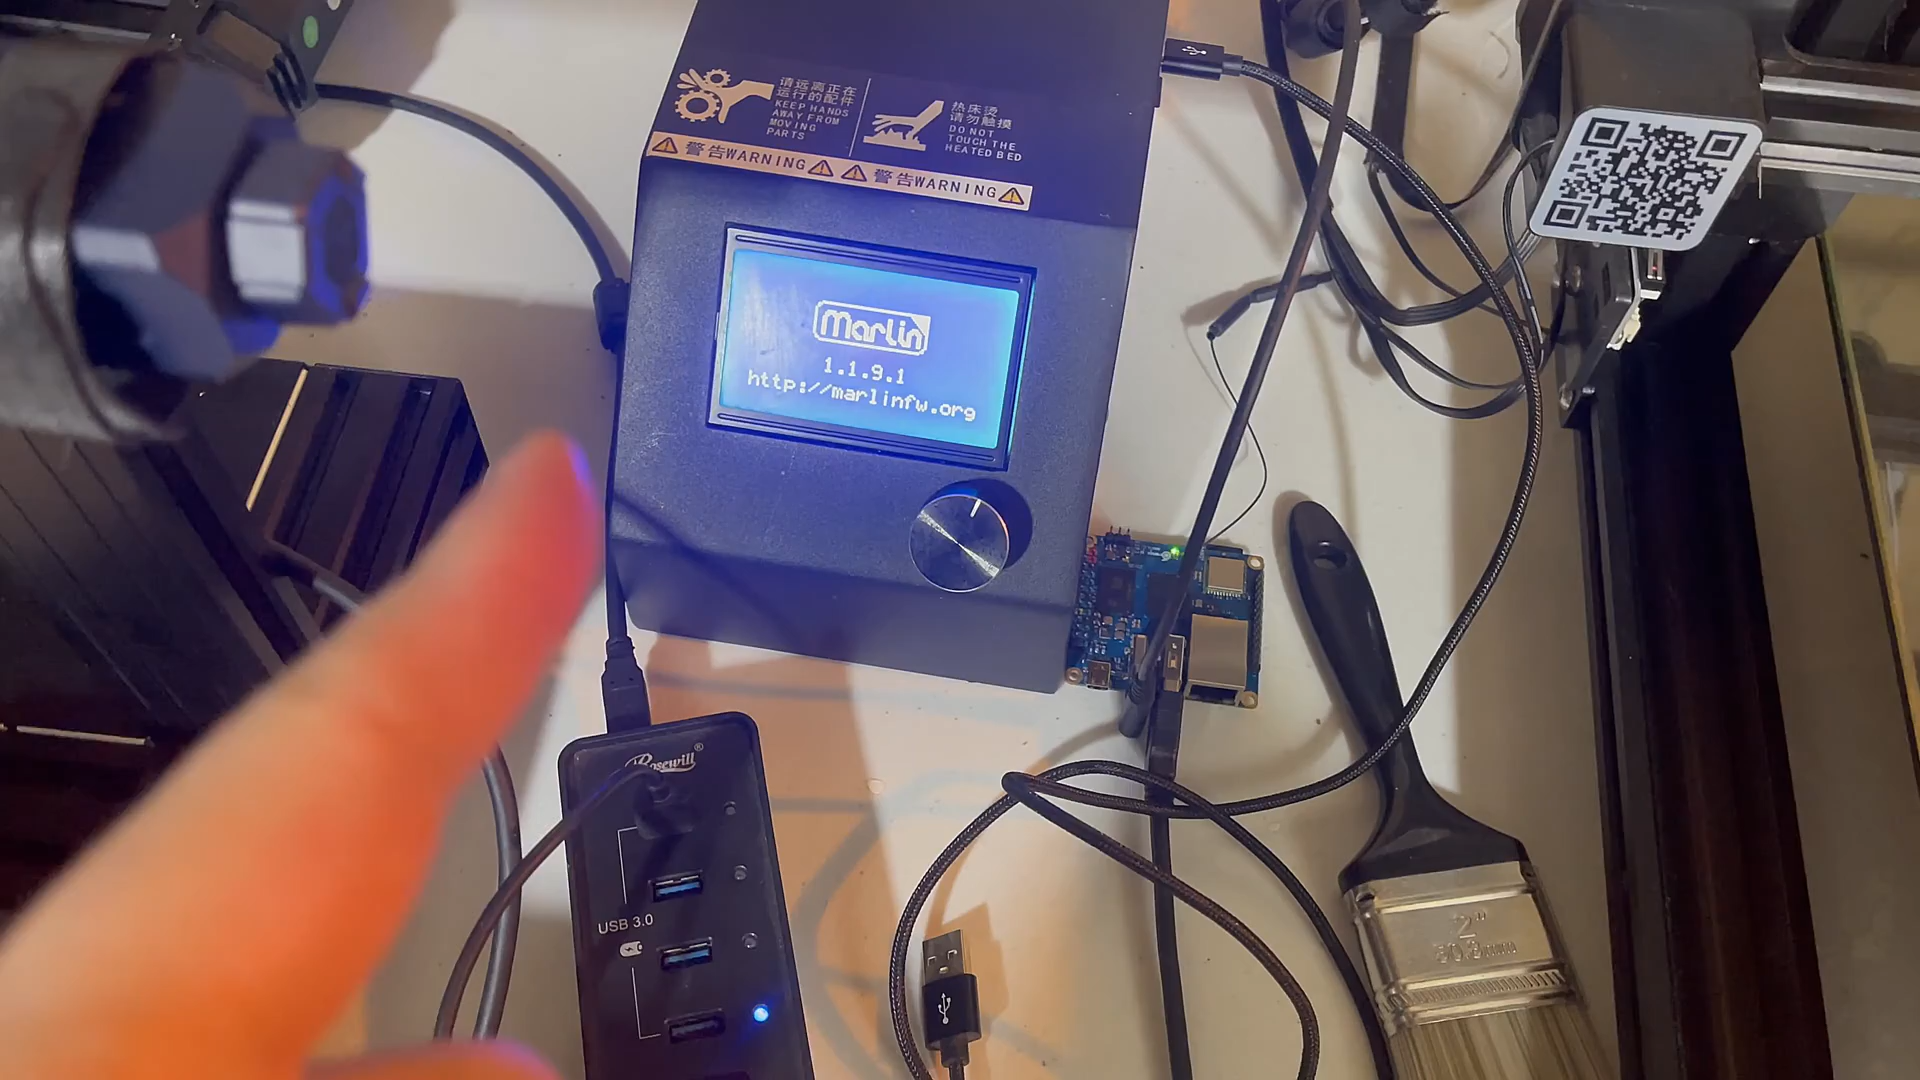 请远离正在
运行的配件
KEEP HANDS
AWAY FROM
MOVING
PARTS
热床烫
请勿触摸
DO NOT
TOUCH THE
HEATED BED
警告WARNING
警告WARNING
Marlin
1.1.9.1
http://marlinfw.org
Rosewill®
USB 3.0
2"
50.8mm